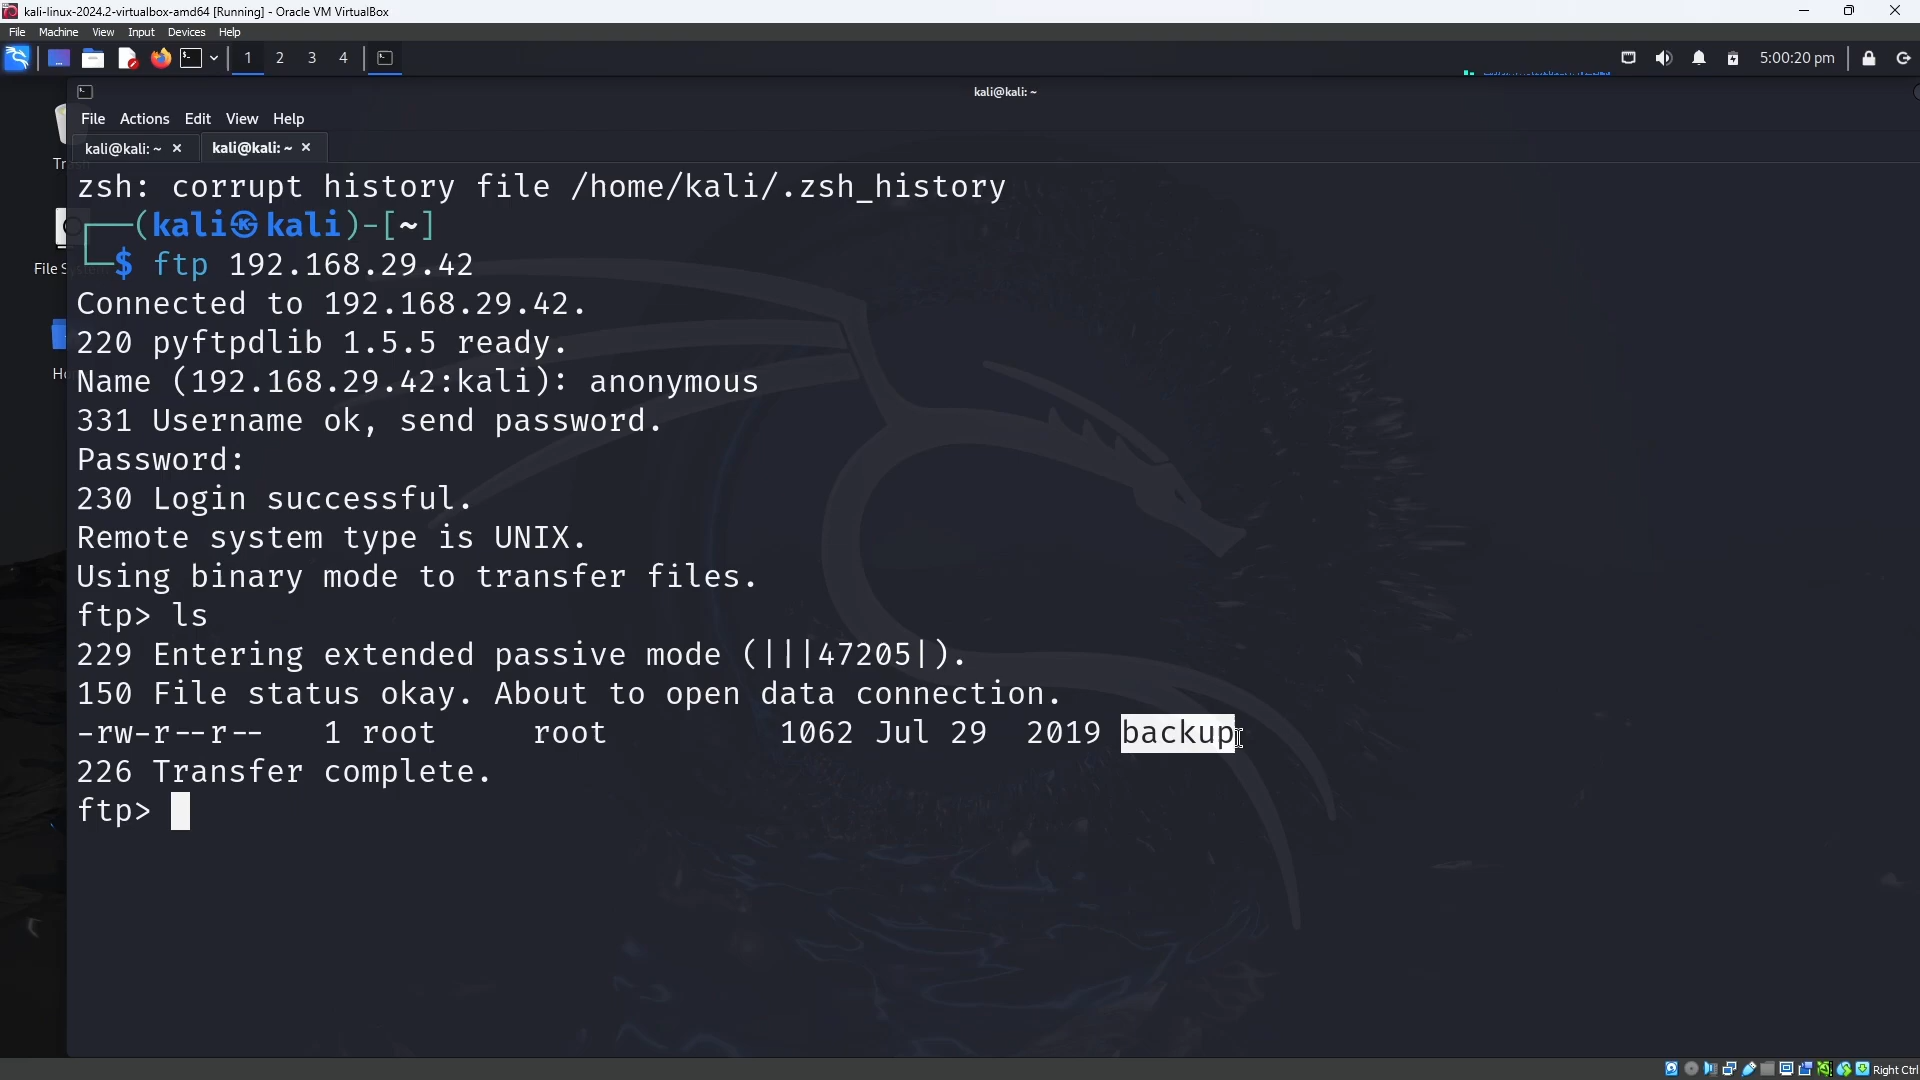 kali-linux-2024.2-virtualbox-amd64 [Running] - Oracle VM VirtualBox
File Machine View Input Devices Help
1 2 3 4 5:00:20 pm
kali@kali: ~
File Actions Edit View Help
kali@kali: ~ × kali@kali: ~ ×
zsh: corrupt history file /home/kali/.zsh_history
┌──(kali㉿kali)-[~]
└─$ ftp 192.168.29.42
Connected to 192.168.29.42.
220 pyftpdlib 1.5.5 ready.
Name (192.168.29.42:kali): anonymous
331 Username ok, send password.
Password:
230 Login successful.
Remote system type is UNIX.
Using binary mode to transfer files.
ftp> ls
229 Entering extended passive mode (|||47205|).
150 File status okay. About to open data connection.
-rw-r--r--   1 root     root         1062 Jul 29  2019 backup
226 Transfer complete.
ftp>
File
Right Ctrl